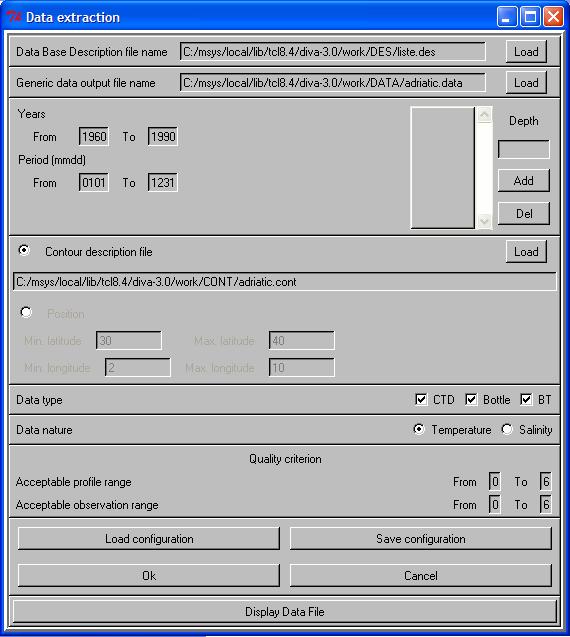 Data extraction
Data Base Description file name C:/msys/local/lib/tcl8.4/diva-3.0/work/DES/liste.des Load
Generic data output file name C:/msys/local/lib/tcl8.4/diva-3.0/work/DATA/adriatic.data Load
Years
From 1960 To 1990
Period (mmdd)
From 0101 To 1231
Depth
Add
Del
Contour description file Load
C:/msys/local/lib/tcl8.4/diva-3.0/work/CONT/adriatic.cont
Position
Min. latitude 30 Max. latitude 40
Min. longitude 2 Max. longitude 10
Data type CTD Bottle BT
Data nature Temperature Salinity
Quality criterion
Acceptable profile range From 0 To 6
Acceptable observation range From 0 To 6
Load configuration Save configuration
Ok Cancel
Display Data File